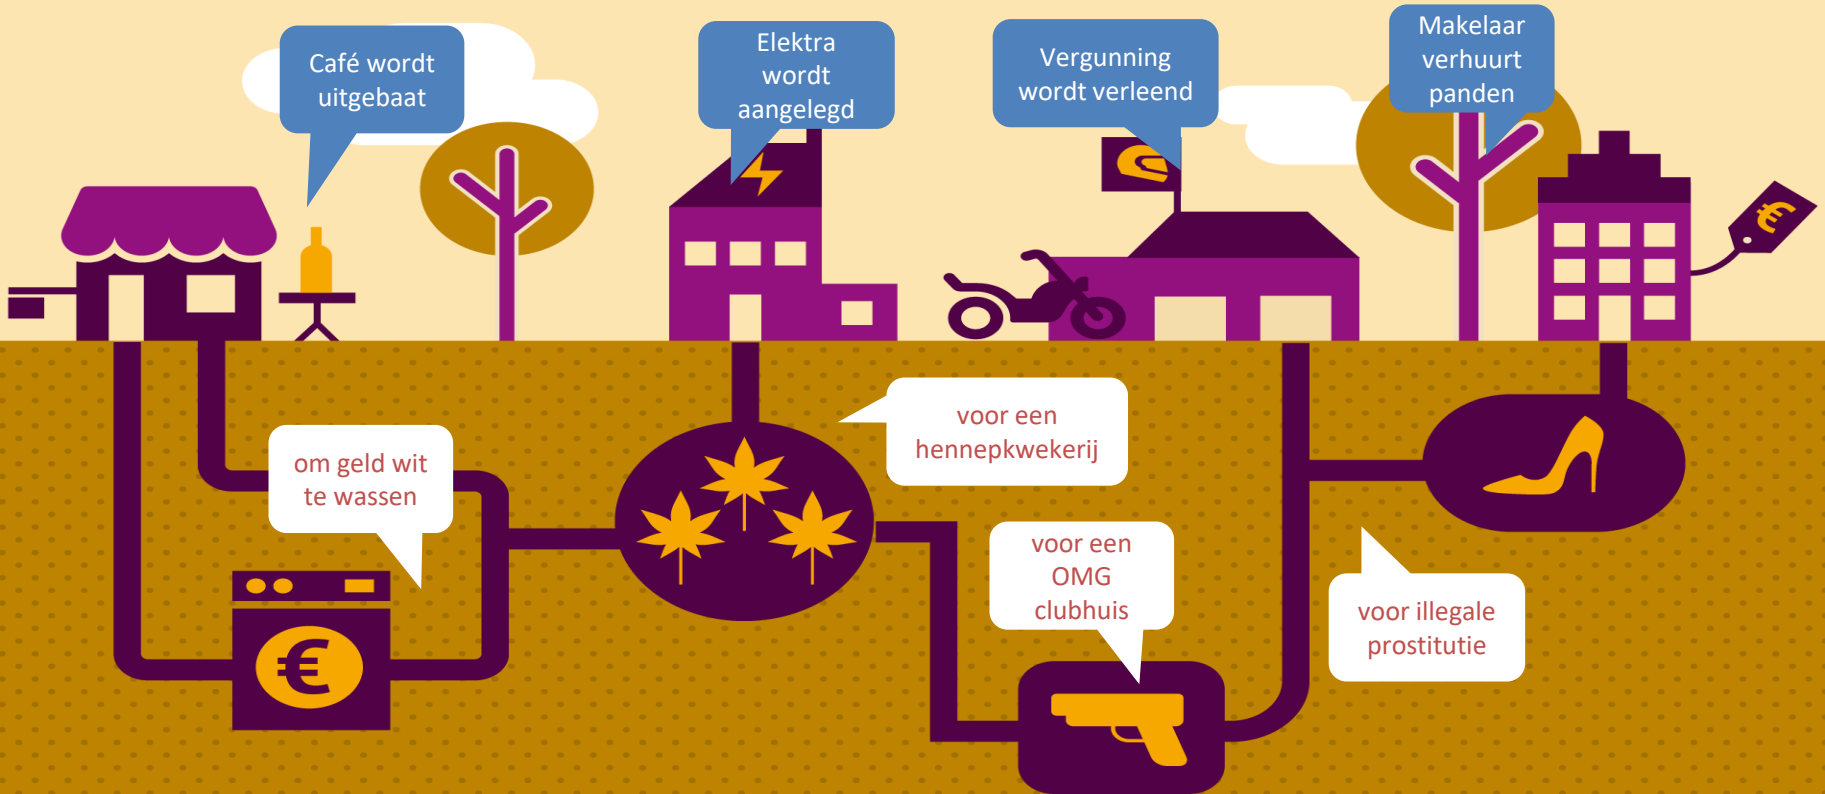 Café wordt
uitgebaat
Elektra
wordt
aangelegd
Vergunning
wordt verleend
Makelaar
verhuurt
panden
€
voor een
hennepkwekerij
om geld wit
te wassen
voor een
OMG
clubhuis
voor illegale
prostitutie
€